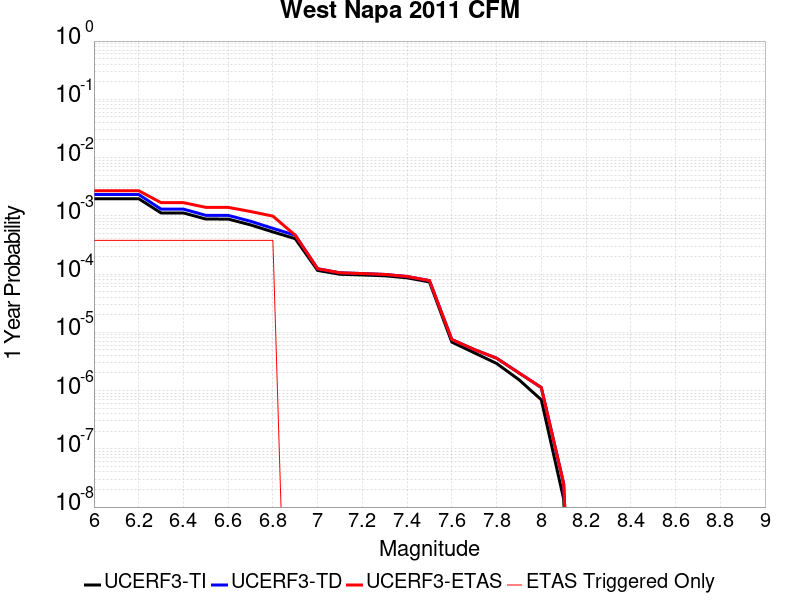 West Napa 2011 CFM
1 Year Probability
10^0
10^-1
10^-2
10^-3
10^-4
10^-5
10^-6
10^-7
10^-8
6 6.2 6.4 6.6 6.8 7 7.2 7.4 7.6 7.8 8 8.2 8.4 8.6 8.8 9
Magnitude
UCERF3-TI UCERF3-TD UCERF3-ETAS ETAS Triggered Only